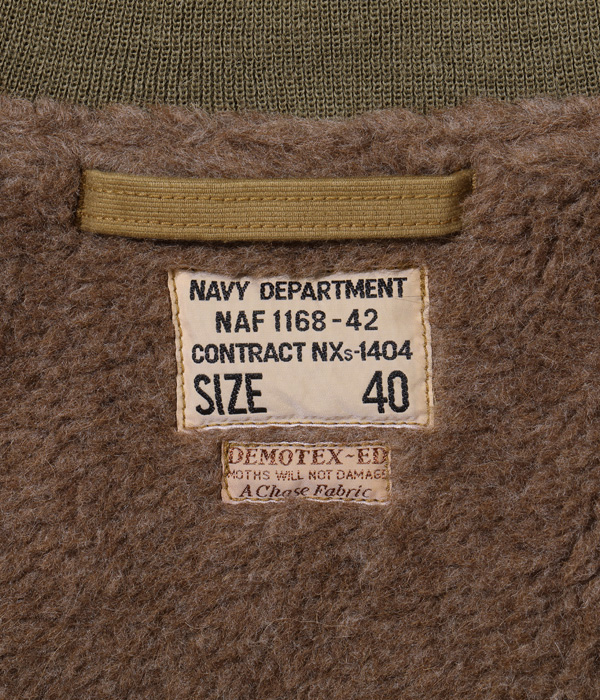 NAVY DEPARTMENT
NAF 1168-42
CONTRACT NXs-1404
SIZE 40
DEMOTEX~ED
MOTHS WILL NOT DAMAGE
A Chase Fabric